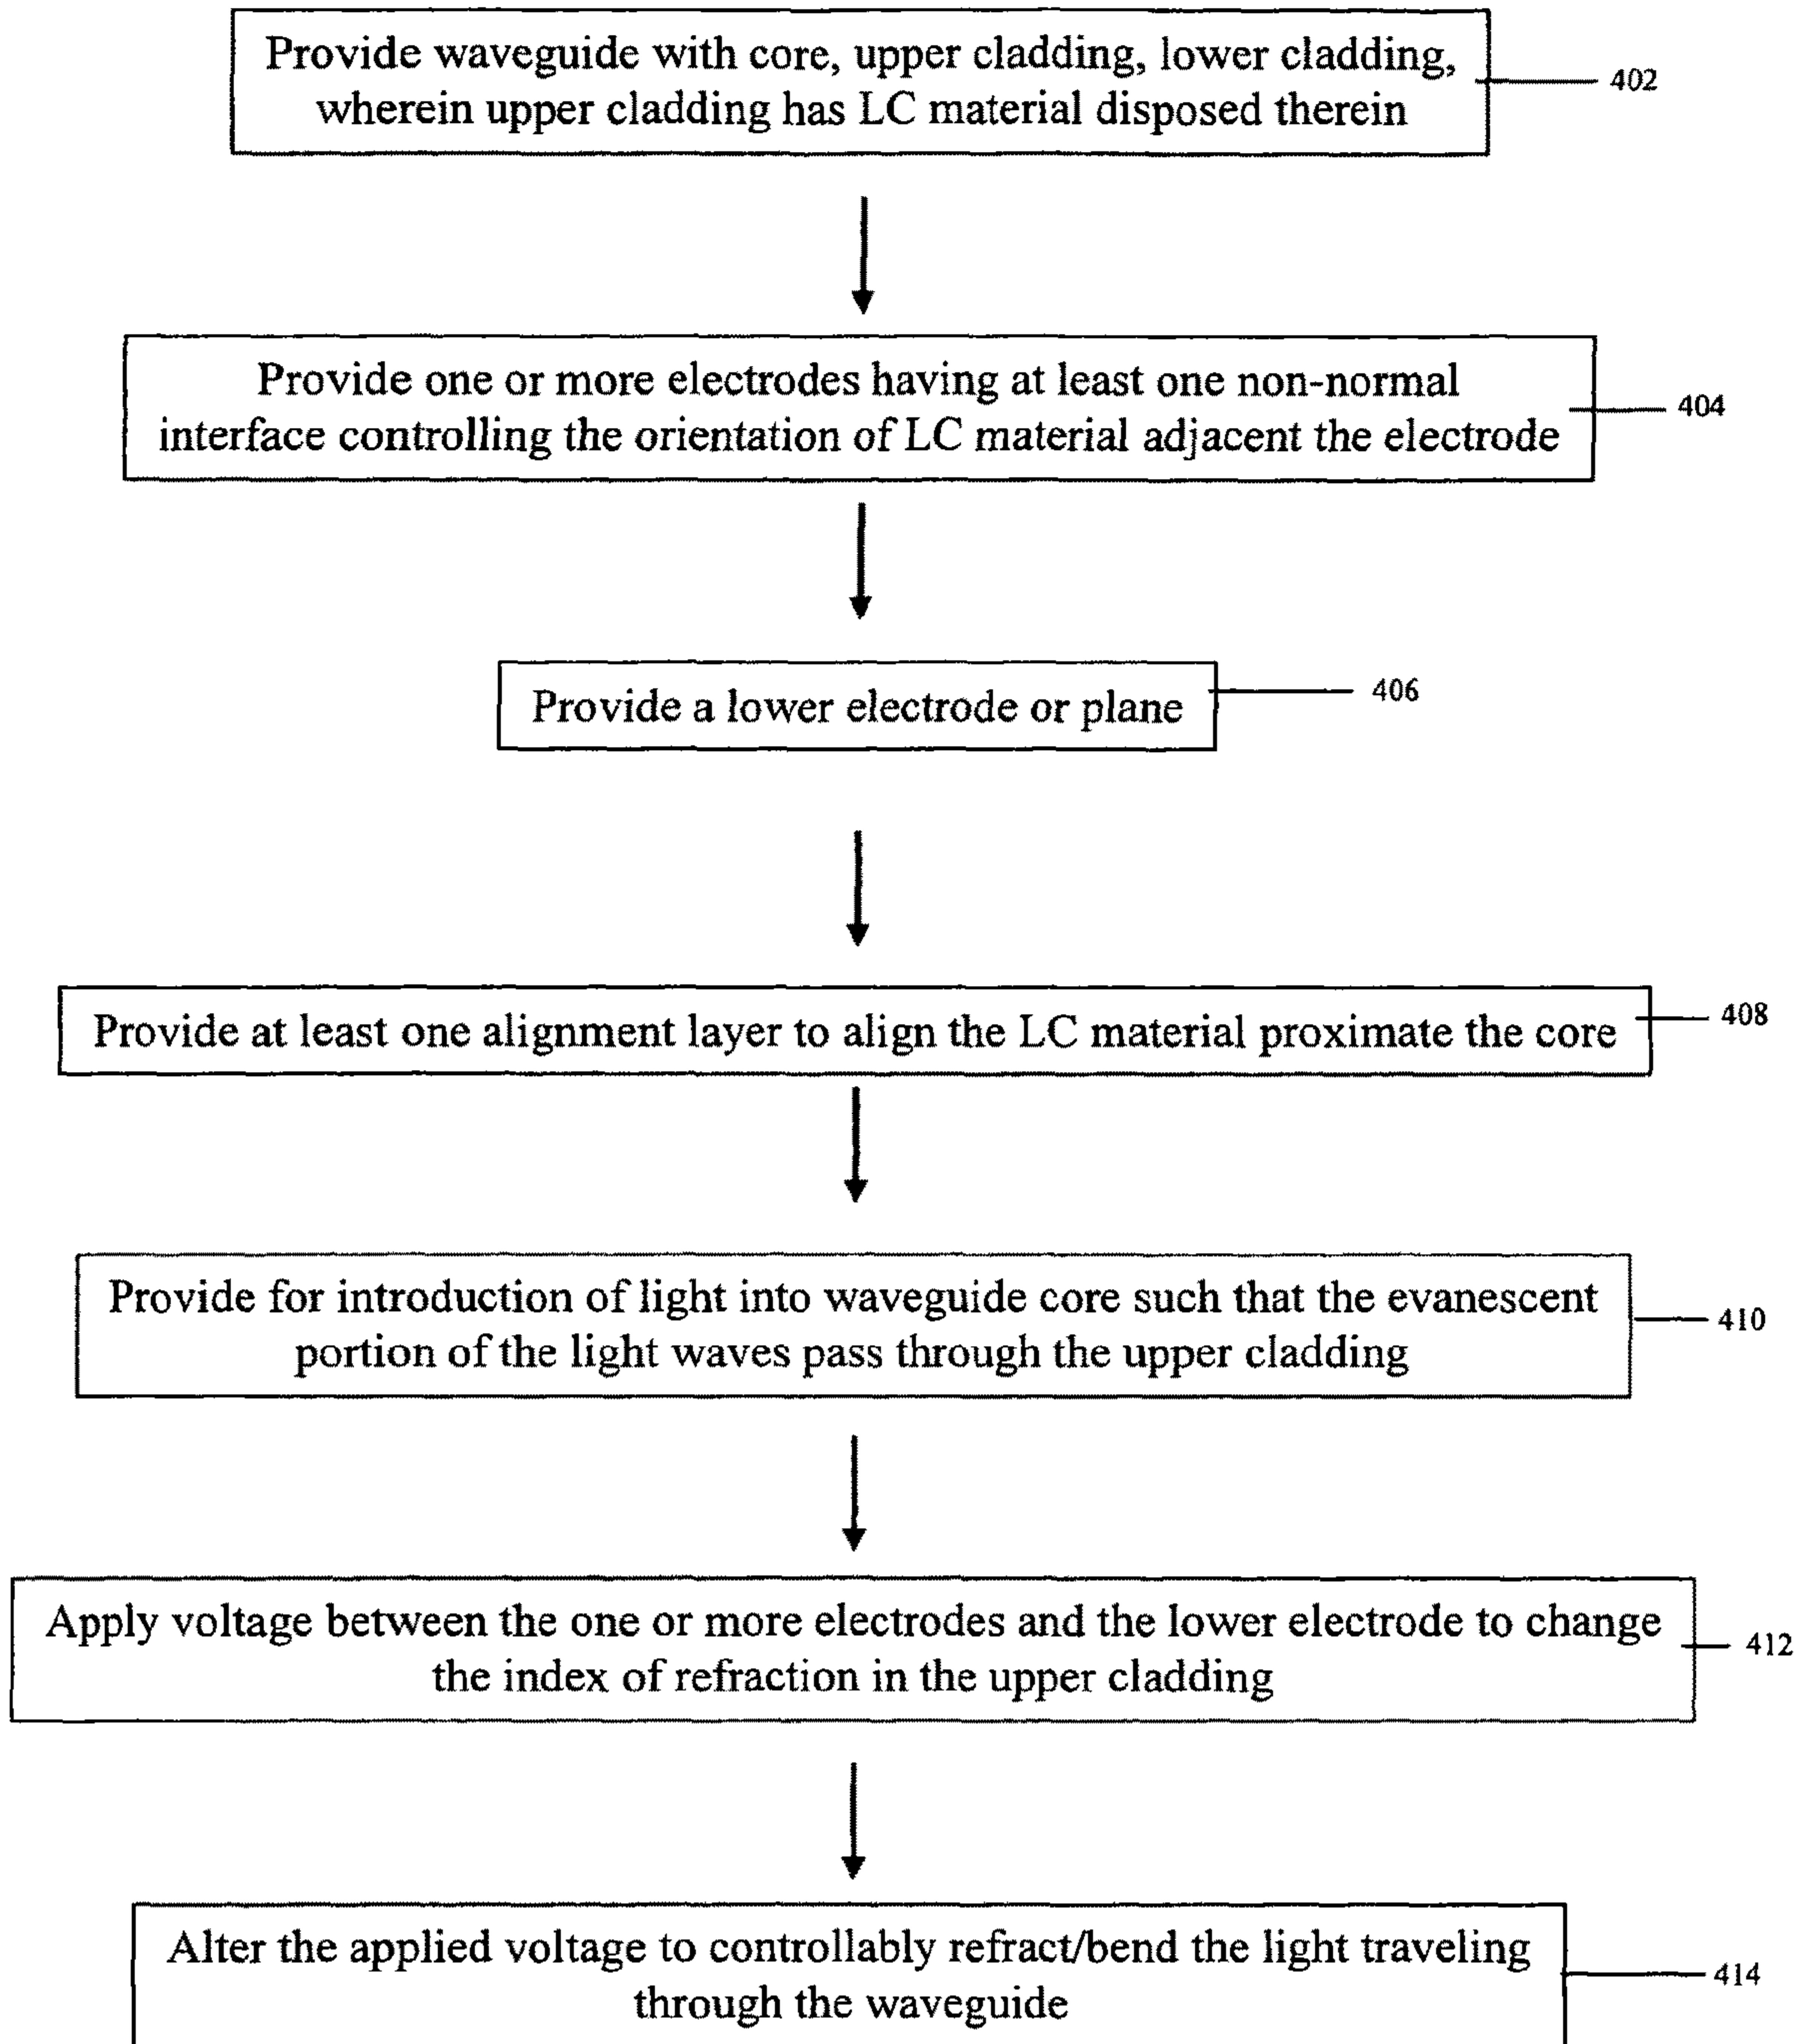 Provide waveguide with core, upper cladding, lower cladding,
wherein upper cladding has LC material disposed therein
402
Provide one or more electrodes having at least one non-normal
interface controlling the orientation of LC material adjacent the electrode
404
Provide a lower electrode or plane
406
Provide at least one alignment layer to align the LC material proximate the core
408
Provide for introduction of light into waveguide core such that the evanescent
portion of the light waves pass through the upper cladding
410
Apply voltage between the one or more electrodes and the lower electrode to change
the index of refraction in the upper cladding
412
Alter the applied voltage to controllably refract/bend the light traveling
through the waveguide
414